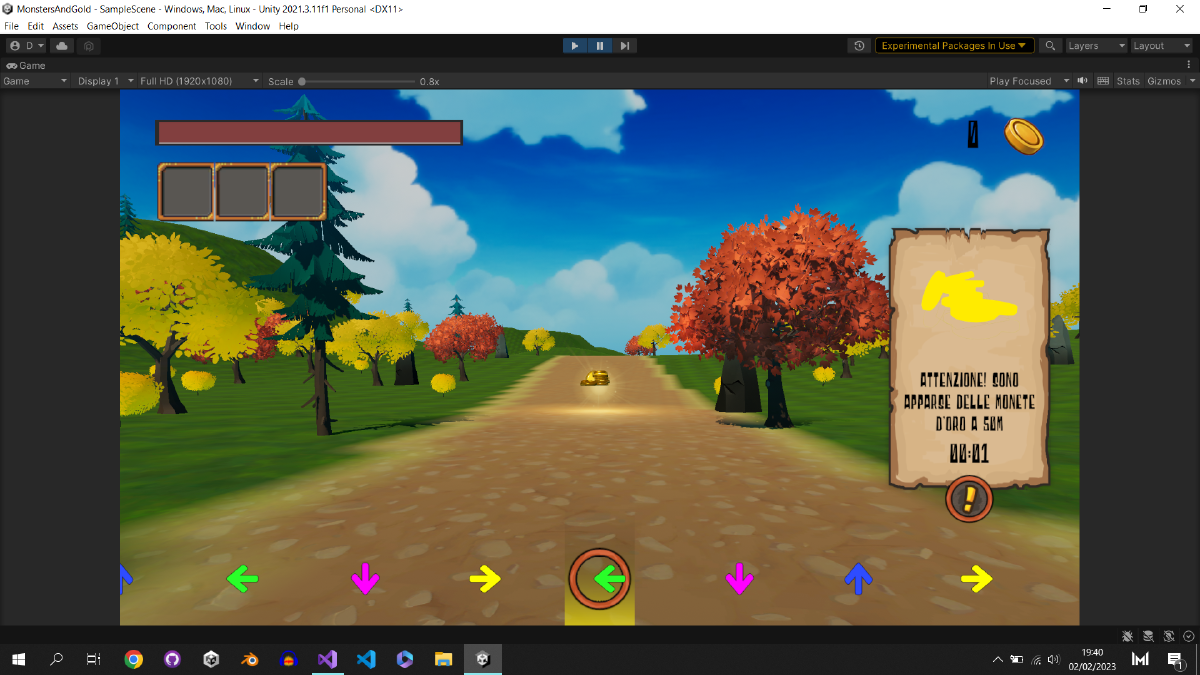 MonstersAndGold - SampleScene - Windows, Mac, Linux - Unity 2021.3.11f1 Personal <DX11>
File Edit Assets GameObject Component Tools Window Help
D
Experimental Packages In Use
Layers
Layout
Game
Game
Display 1
Full HD (1920x1080)
Scale
0.8x
Play Focused
Stats
Gizmos
0
ATTENZIONE! SONO
APPARSE DELLE MONETE
D'ORO A 50M
00:01
19:40
02/02/2023
1